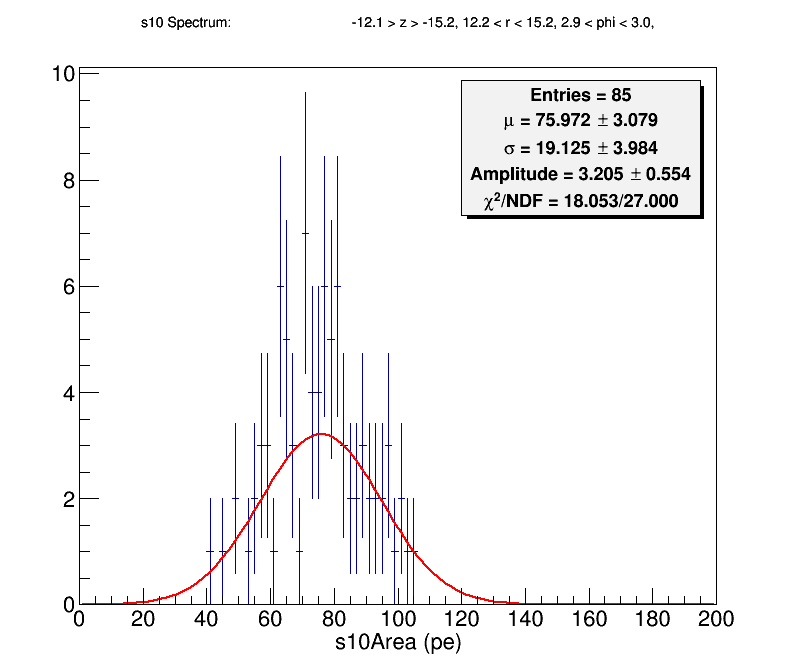 s10 Spectrum: -12.1 > z > -15.2, 12.2 < r < 15.2, 2.9 < phi < 3.0,
Entries = 85
μ = 75.972 ± 3.079
σ = 19.125 ± 3.984
Amplitude = 3.205 ± 0.554
χ²/NDF = 18.053/27.000
10
8
6
4
2
0
0 20 40 60 80 100 120 140 160 180 200
s10Area (pe)